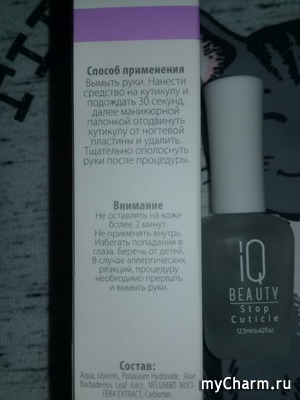 Способ применения
Вымыть руки. Нанести
средство на кутикулу и
подождать 30 секунд,
далее маникюрной
палочкой отодвинуть
кутикулу от ногтевой
пластины и удалить.
Тщательно ополоснуть
руки после процедуры.
Внимание
Не оставлять на коже
более 2 минут.
Не применять внутрь.
Избегать попадания в
глаза. Беречь от детей.
В случае аллергических
реакций, процедуру
необходимо прервать
и вымыть руки.
Состав:
Aqua, Glycerin, Potassium Hydroxide, Aloe
Barbadensis Leaf Juice, NELUMBO NUCI-
FERA EXTRACT, Carbomer.
iQ
BEAUTY
Stop
Cuticle
12.5ml/0.42fl.oz.
myCharm.ru